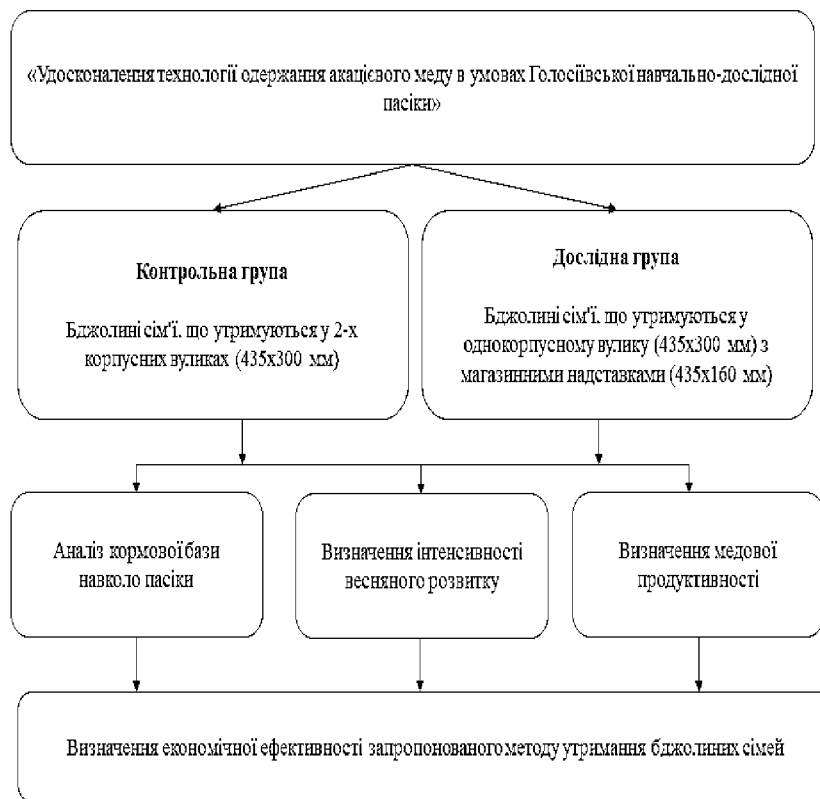 «Удосконалення технології одержання акацієвого меду в умовах Голосіївської навчально-дослідної
пасіки»
Контрольна група
Бджолині сім'ї, що утримуються у 2-х
корпусних вуликах (435х300 мм)
Дослідна група
Бджолині сім'ї, що утримуються у
однокорпусному вулику (435х300 мм) з
магазинними надставками (435х160 мм)
Аналіз кормової бази
навколо пасіки
Визначення інтенсивності
весняного розвитку
Визначення медової
продуктивності
Визначення економічної ефективності запропонованого методу утримання бджолиних сімей